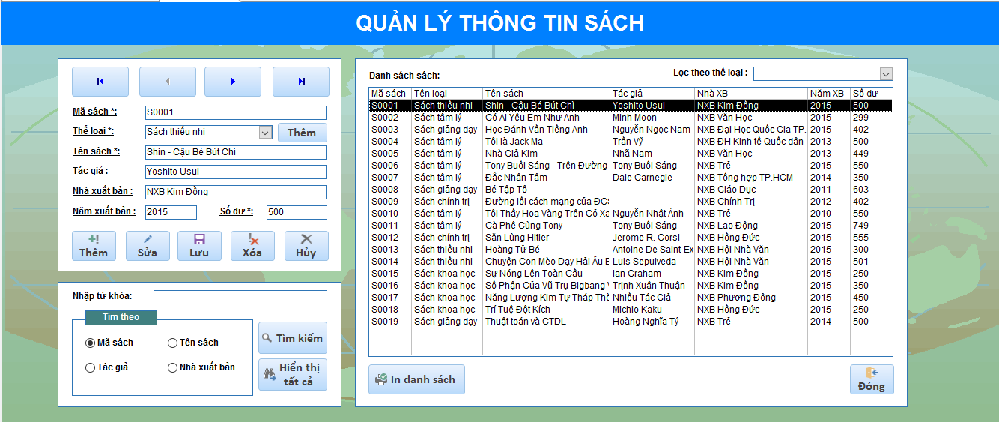 QUẢN LÝ THÔNG TIN SÁCH
Mã sách *: S0001
Thể loại *: Sách thiếu nhi Thêm
Tên sách *: Shin - Cậu Bé Bút Chì
Tác giả : Yoshito Usui
Nhà xuất bản : NXB Kim Đồng
Năm xuất bản : 2015 Số dư *: 500
Thêm Sửa Lưu Xóa Hủy
Nhập từ khóa:
Tìm theo
Mã sách Tên sách
Tác giả Nhà xuất bản
Tìm kiếm
Hiển thị
tất cả
Danh sách sách: Lọc theo thể loại :
Mã sách Tên loại Tên sách Tác giả Nhà XB Năm XB Số dư
S0001 Sách thiếu nhi Shin - Cậu Bé Bút Chì Yoshito Usui NXB Kim Đồng 2015 500
S0002 Sách tâm lý Có Ai Yêu Em Như Anh Minh Moon NXB Văn Học 2015 299
S0003 Sách giảng dạy Học Đánh Vần Tiếng Anh Nguyễn Ngọc Nam NXB Đại Học Quốc Gia TP. 2015 402
S0004 Sách tâm lý Tôi là Jack Ma Trần Vỹ NXB ĐH Kinh tế Quốc dân 2013 500
S0005 Sách tâm lý Nhà Giả Kim Nhã Nam NXB Văn Học 2013 449
S0006 Sách tâm lý Tony Buổi Sáng - Trên Đường Tony Buổi Sáng NXB Trẻ 2015 550
S0007 Sách tâm lý Đắc Nhân Tâm Dale Carnegie NXB Tổng hợp TP.HCM 2014 350
S0008 Sách giảng dạy Bé Tập Tô NXB Giáo Dục 2011 603
S0009 Sách chính trị Đường lối cách mạng của ĐCS NXB Chính Trị 2012 402
S0010 Sách tâm lý Tôi Thấy Hoa Vàng Trên Cỏ Xa Nguyễn Nhật Ánh NXB Trẻ 2010 550
S0011 Sách tâm lý Cà Phê Cùng Tony Tony Buổi Sáng NXB Lao Động 2015 749
S0012 Sách chính trị Săn Lùng Hitler Jerome R. Corsi NXB Hồng Đức 2015 555
S0013 Sách thiếu nhi Hoàng Tử Bé Antoine De Saint-Ex NXB Hội Nhà Văn 2015 300
S0014 Sách thiếu nhi Chuyện Con Mèo Dạy Hải Âu B Luis Sepulveda NXB Hội Nhà Văn 2015 501
S0015 Sách khoa học Sự Nóng Lên Toàn Cầu Ian Graham NXB Kim Đồng 2015 250
S0016 Sách khoa học Số Phận Của Vũ Trụ Bigbang V Trịnh Xuân Thuận NXB Kim Đồng 2015 350
S0017 Sách khoa học Năng Lượng Kim Tự Tháp Thờ Nhiều Tác Giả NXB Phương Đông 2015 450
S0018 Sách khoa học Trí Tuệ Đột Kích Michio Kaku NXB Hồng Đức 2015 250
S0019 Sách giảng dạy Thuật toán và CTDL Hoàng Nghĩa Tý NXB Trẻ 2014 500
In danh sách Đóng